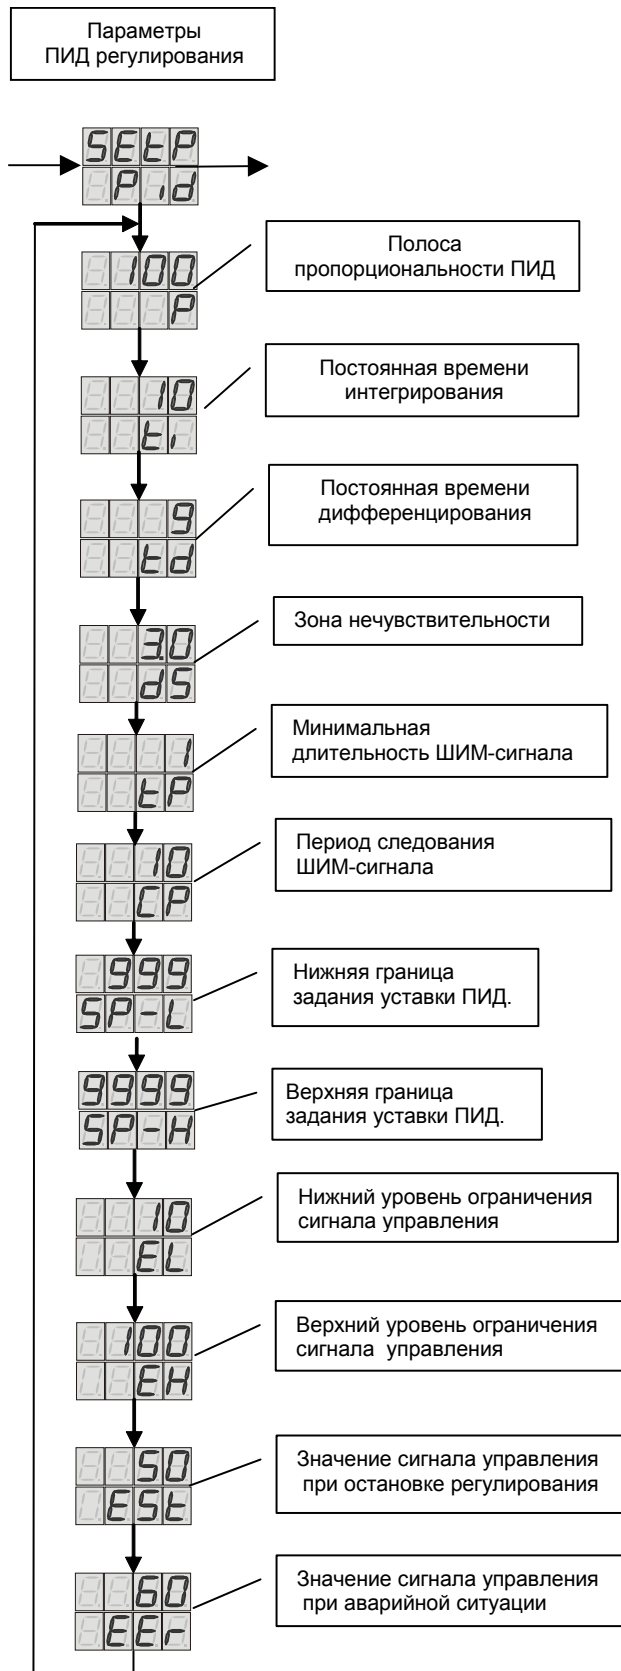 Параметры
ПИД регулирования
SEtP
Pid
100
P
Полоса
пропорциональности ПИД
10
ti
Постоянная времени
интегрирования
9
td
Постоянная времени
дифференцирования
3.0
dS
Зона нечувствительности
1
tP
Минимальная
длительность ШИМ-сигнала
10
CP
Период следования
ШИМ-сигнала
999
SP-L
Нижняя граница
задания уставки ПИД.
9999
SP-H
Верхняя граница
задания уставки ПИД.
10
EL
Нижний уровень ограничения
сигнала управления
100
EH
Верхний уровень ограничения
сигнала управления
50
ESt
Значение сигнала управления
при остановке регулирования
60
EEr
Значение сигнала управления
при аварийной ситуации